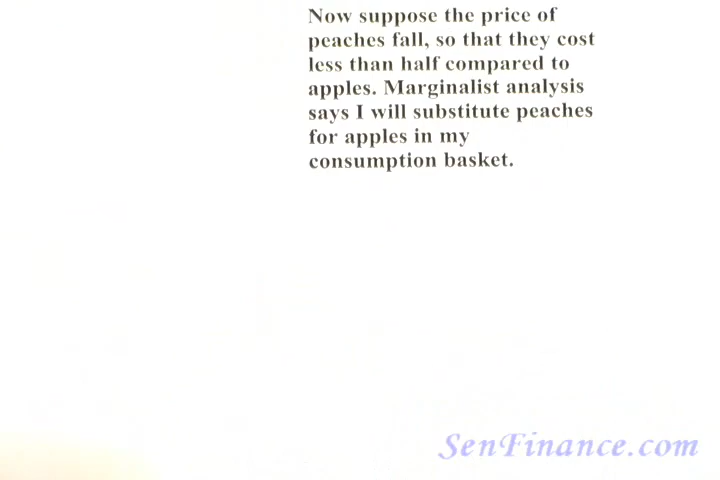 Now suppose the price of
peaches fall, so that they cost
less than half compared to
apples. Marginalist analysis
says I will substitute peaches
for apples in my
consumption basket.
SenFinance.com